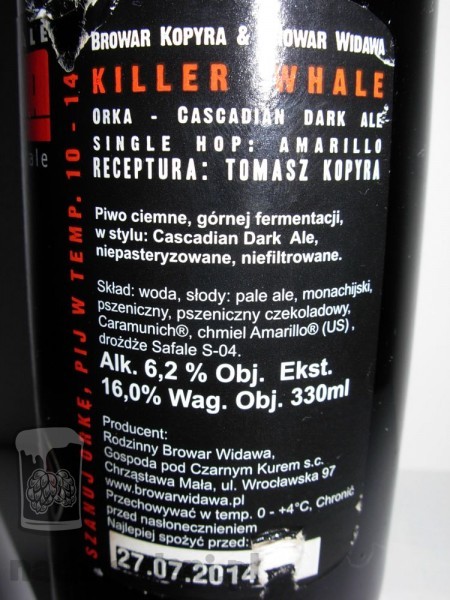 LE
ale
SZANUJ ORKĘ, PIJ W TEMP. 10 - 14
BROWAR KOPYRA & BROWAR WIDAWA
KILLER WHALE
ORKA - CASCADIAN DARK ALE
SINGLE HOP: AMARILLO
RECEPTURA: TOMASZ KOPYRA
Piwo ciemne, górnej fermentacji,
w stylu: Cascadian Dark Ale,
niepasteryzowane, niefiltrowane.
Skład: woda, słody: pale ale, monachijski,
pszeniczny, pszeniczny czekoladowy,
Caramunich®, chmiel Amarillo® (US),
drożdże Safale S-04.
Alk. 6,2 % Obj. Ekst.
16,0% Wag. Obj. 330ml
Producent:
Rodzinny Browar Widawa,
Gospoda pod Czarnym Kurem s.c.
Chrząstawa Mała, ul. Wrocławska 97
www.browarwidawa.pl
Przechowywać w temp. 0 - +4°C, Chronić
przed nasłonecznieniem
Najlepiej spożyć przed:
27.07.2014